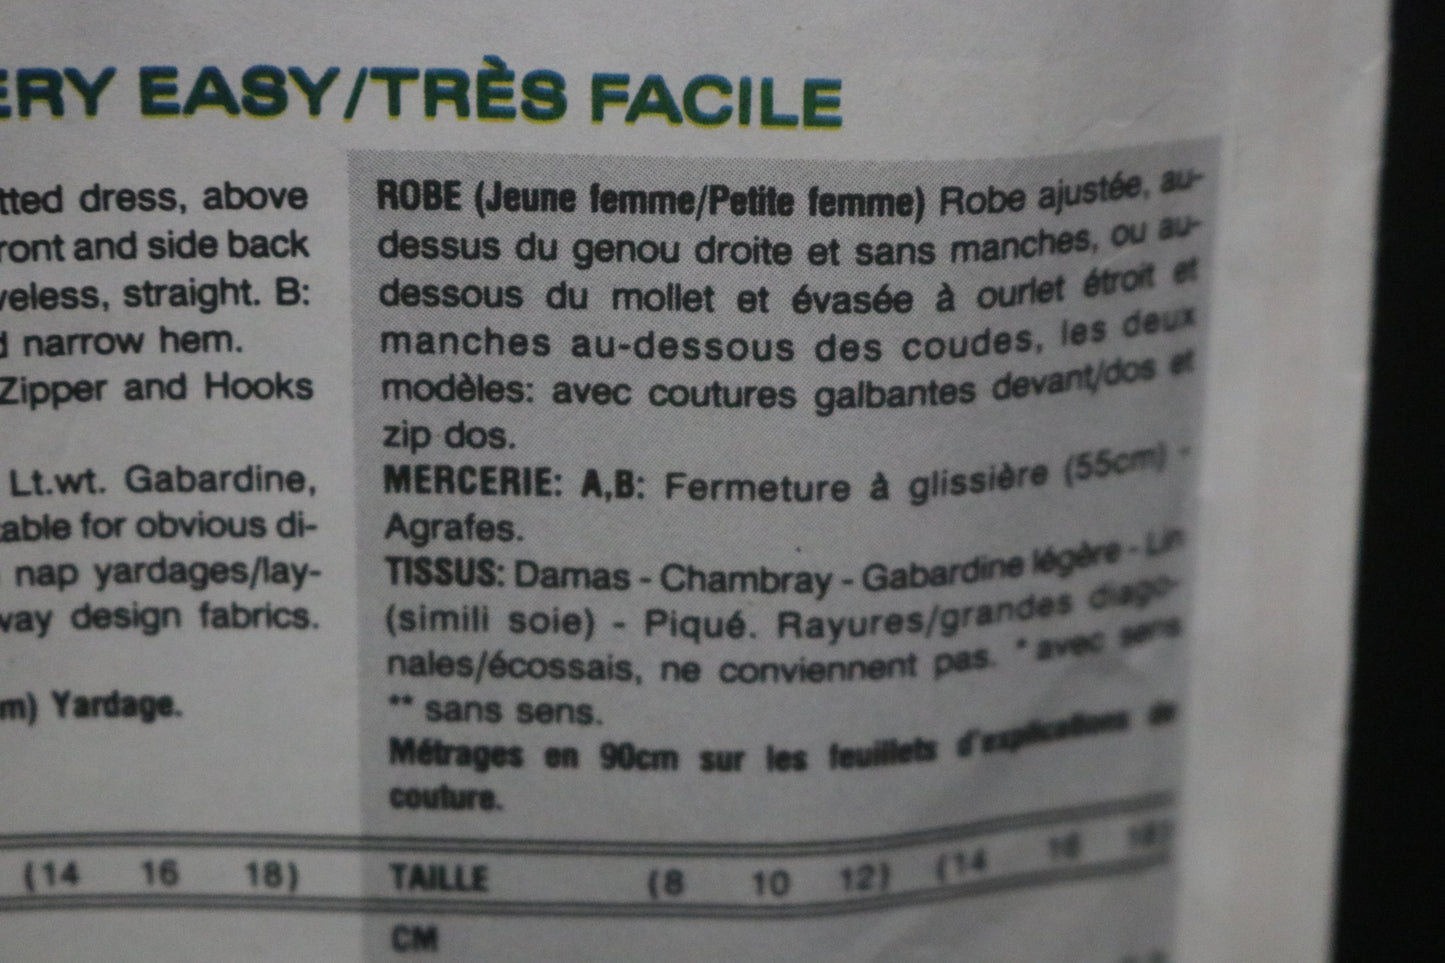 ERY EASY/TRÈS FACILE
tted dress, above
ront and side back
veless, straight. B:
d narrow hem.
Zipper and Hooks
Lt.wt. Gabardine,
table for obvious di-
nap yardages/lay-
way design fabrics.
m) Yardage.
(14 16 18)
ROBE (Jeune femme/Petite femme) Robe ajustée, au-
dessus du genou droite et sans manches, ou au-
dessous du mollet et évasée à ourlet étroit et
manches au-dessous des coudes, les deux
modèles: avec coutures galbantes devant/dos et
zip dos.
MERCERIE: A,B: Fermeture à glissière (55cm) -
Agrafes.
TISSUS: Damas - Chambray - Gabardine légère - Lin
(simili soie) - Piqué. Rayures/grandes diago-
nales/écossais, ne conviennent pas. * avec sens
** sans sens.
Métrages en 90cm sur les feuillets d'explications de
couture.
TAILLE (8 10 12) (14 16 18)
CM